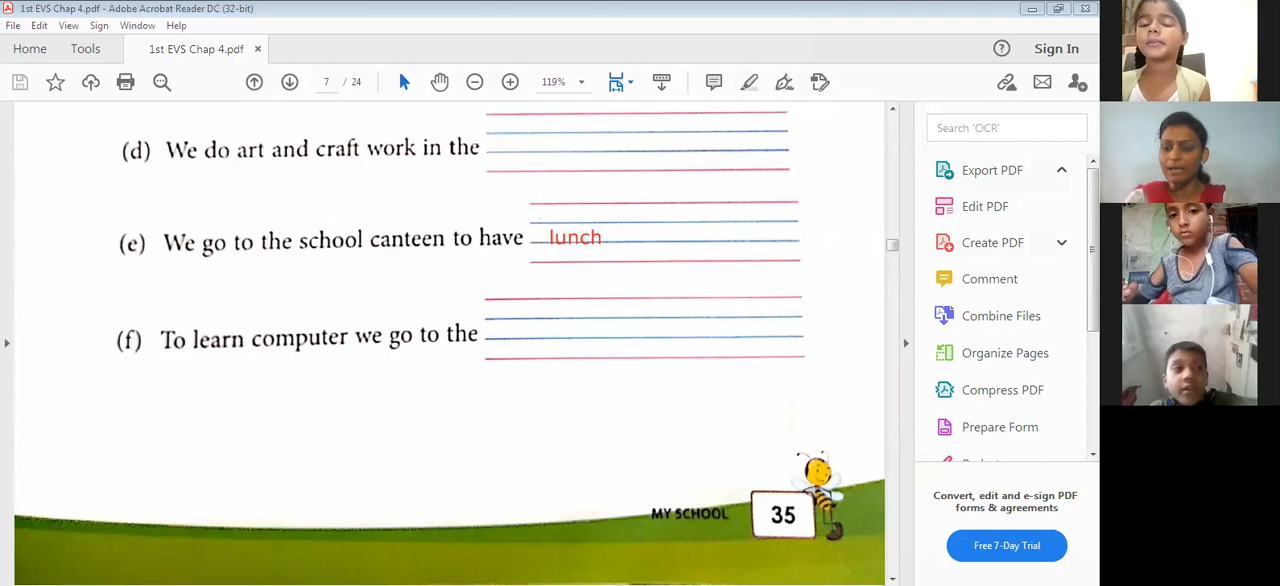 1st EVS Chap 4.pdf - Adobe Acrobat Reader DC (32-bit)
File Edit View Sign Window Help
Home Tools 1st EVS Chap 4.pdf × Sign In
7 / 24 119%
(d) We do art and craft work in the
(e) We go to the school canteen to have lunch
(f) To learn computer we go to the
MY SCHOOL 35
Search 'OCR'
Export PDF
Edit PDF
Create PDF
Comment
Combine Files
Organize Pages
Compress PDF
Prepare Form
Convert, edit and e-sign PDF
forms & agreements
Free 7-Day Trial